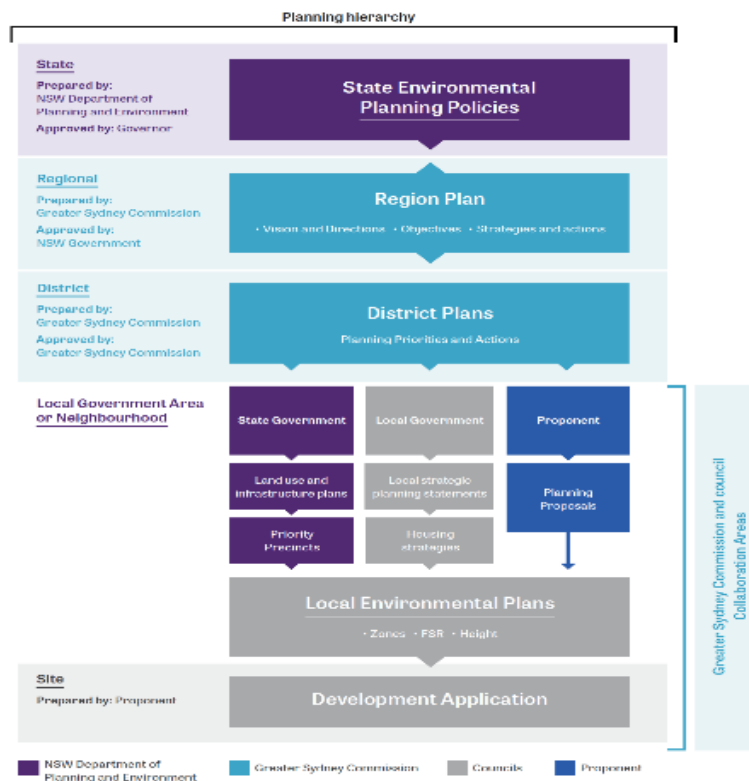 Planning hierarchy
State
Prepared by:
NSW Department of
Planning and Environment
Approved by: Governor
State Environmental
Planning Policies
Regional
Prepared by:
Greater Sydney Commission
Approved by:
NSW Government
Region Plan
• Vision and Directions • Objectives • Strategies and actions
District
Prepared by:
Greater Sydney Commission
Approved by:
Greater Sydney Commission
District Plans
Planning Priorities and Actions
Local Government Area
or Neighbourhood
State Government
Local Government
Proponent
Land use and
infrastructure plans
Local strategic
planning statements
Planning
Proposals
Priority
Precincts
Housing
strategies
Local Environmental Plans
• Zones • FSR • Height
Site
Prepared by: Proponent
Development Application
Greater Sydney Commission and council
Collaboration Areas
NSW Department of
Planning and Environment
Greater Sydney Commission
Councils
Proponent